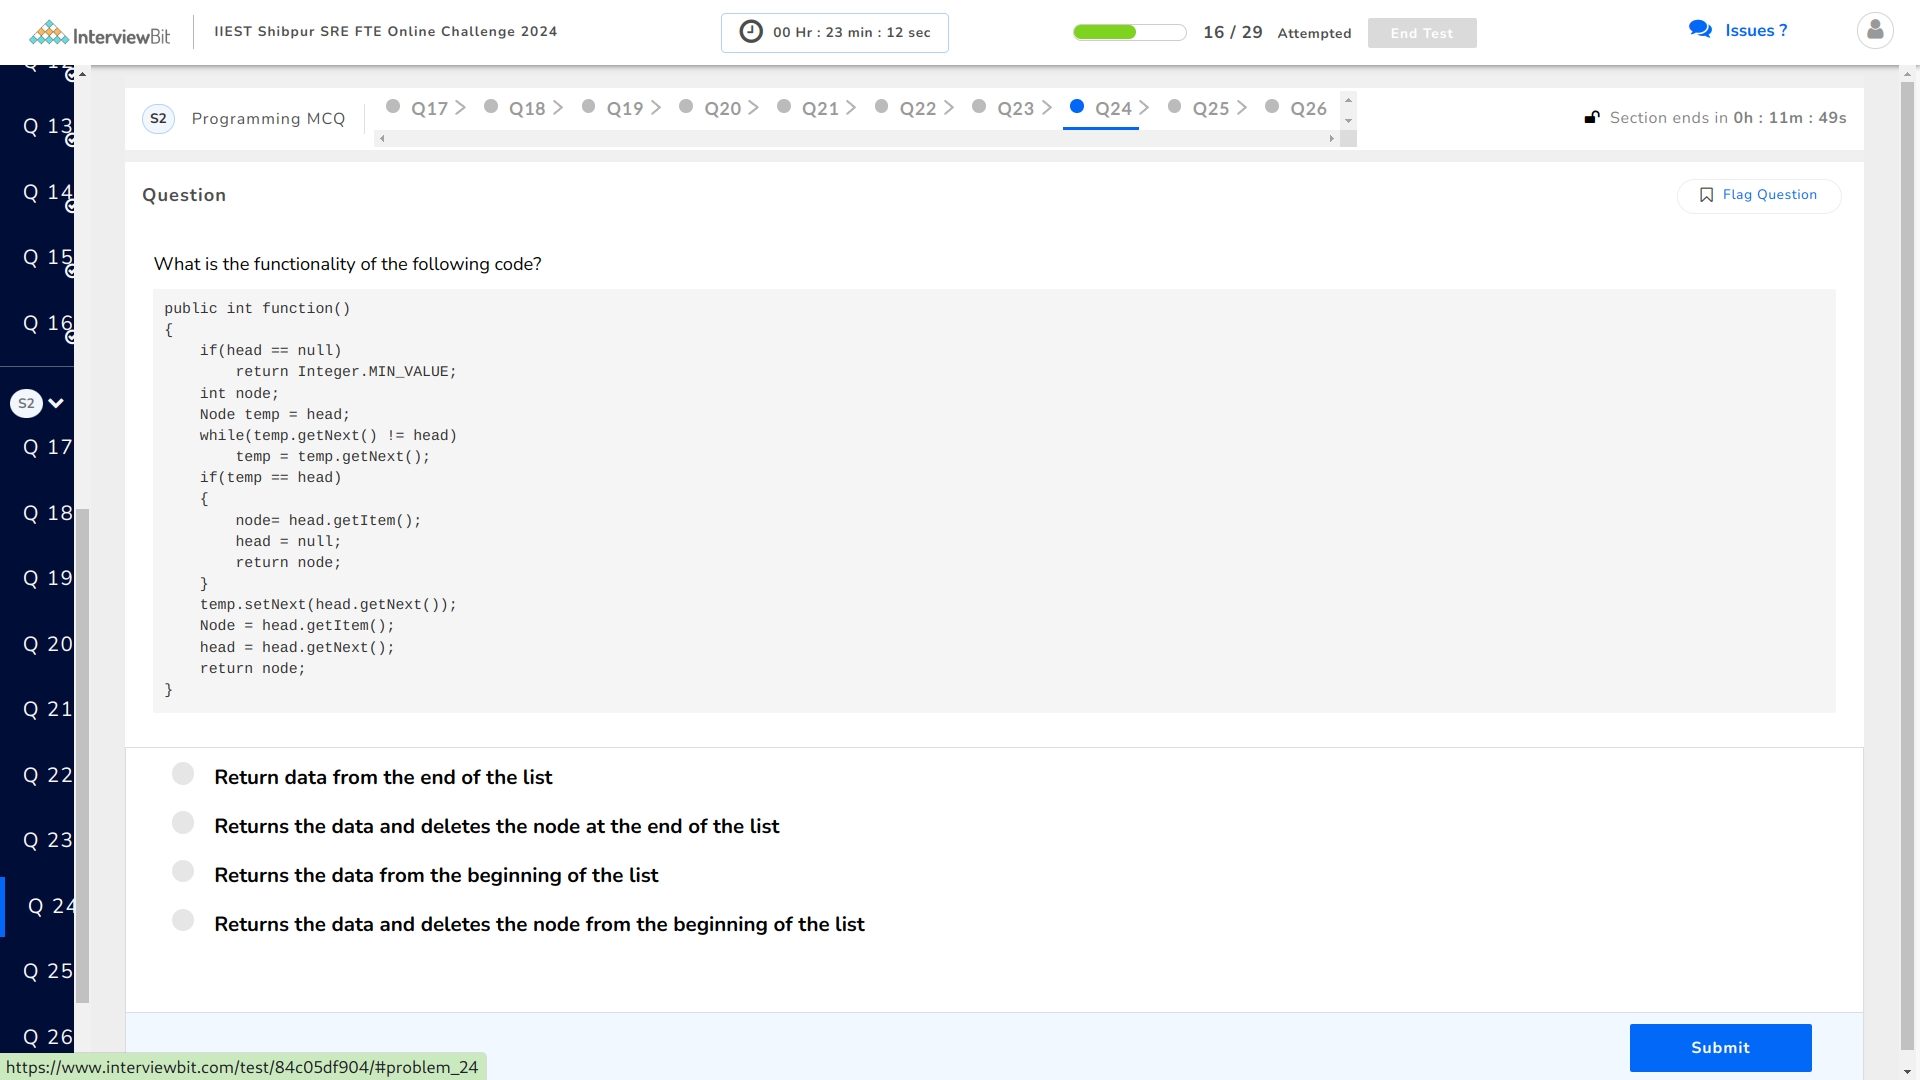 InterviewBit
IIEST Shibpur SRE FTE Online Challenge 2024
00 Hr : 23 min : 12 sec
16 / 29 Attempted
End Test
Issues ?
Q 13
Q 14
Q 15
Q 16
S2
Q 17
Q 18
Q 19
Q 20
Q 21
Q 22
Q 23
Q 24
Q 25
Q 26
S2 Programming MCQ
Q17 > Q18 > Q19 > Q20 > Q21 > Q22 > Q23 > Q24 > Q25 > Q26
Section ends in 0h : 11m : 49s
Question
Flag Question
What is the functionality of the following code?
public int function()
{
    if(head == null)
        return Integer.MIN_VALUE;
    int node;
    Node temp = head;
    while(temp.getNext() != head)
        temp = temp.getNext();
    if(temp == head)
    {
        node= head.getItem();
        head = null;
        return node;
    }
    temp.setNext(head.getNext());
    Node = head.getItem();
    head = head.getNext();
    return node;
}
Return data from the end of the list
Returns the data and deletes the node at the end of the list
Returns the data from the beginning of the list
Returns the data and deletes the node from the beginning of the list
Submit
https://www.interviewbit.com/test/84c05df904/#problem_24